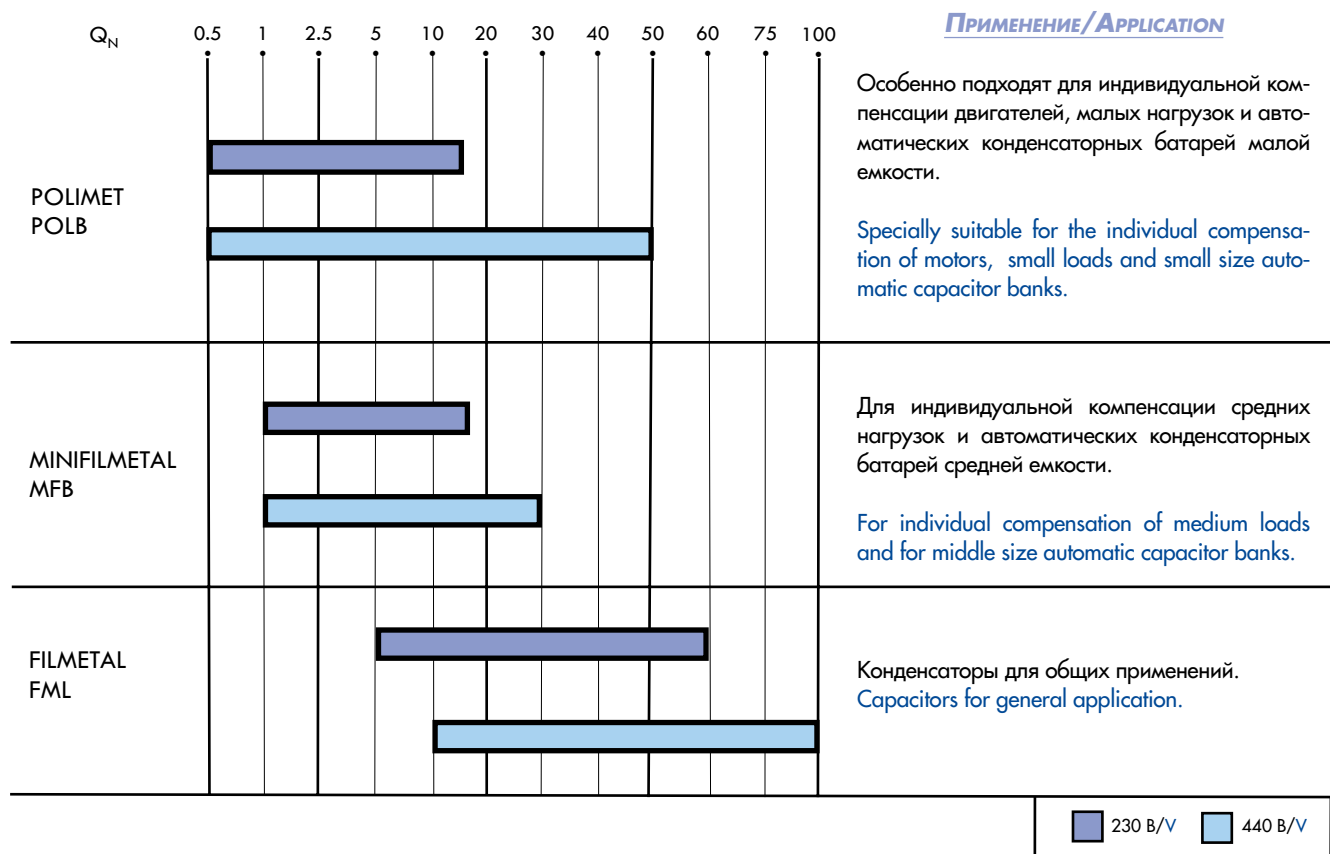 Q_N 0.5 1 2.5 5 10 20 30 40 50 60 75 100
ПРИМЕНЕНИЕ/APPLICATION
POLIMET
POLB
Особенно подходят для индивидуальной ком-
пенсации двигателей, малых нагрузок и авто-
матических конденсаторных батарей малой
емкости.
Specially suitable for the individual compensa-
tion of motors, small loads and small size auto-
matic capacitor banks.
MINIFILMETAL
MFB
Для индивидуальной компенсации средних
нагрузок и автоматических конденсаторных
батарей средней емкости.
For individual compensation of medium loads
and for middle size automatic capacitor banks.
FILMETAL
FML
Конденсаторы для общих применений.
Capacitors for general application.
230 В/V 440 В/V